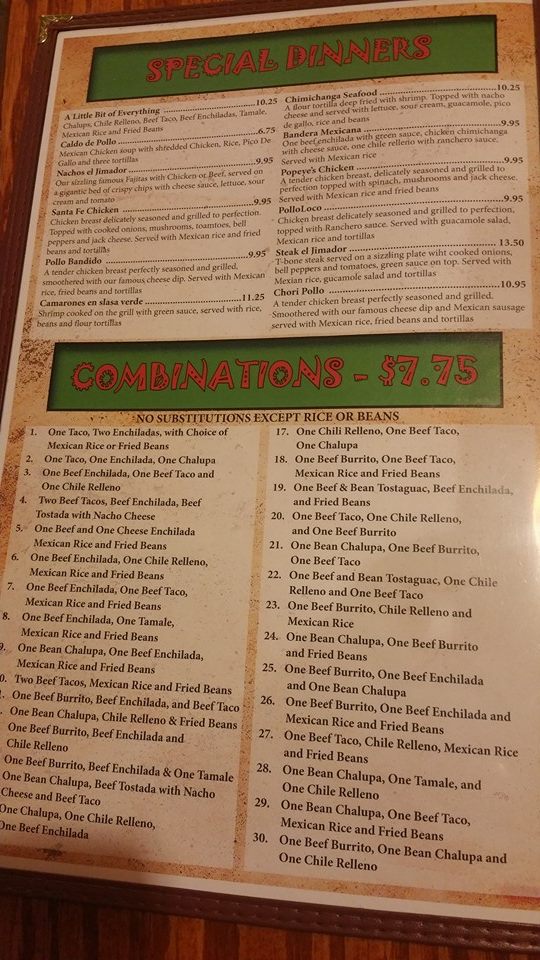 SPECIAL DINNERS
A Little Bit of Everything ................................10.25
Chalups, Chile Relleno, Beef Taco, Beef Enchiladas, Tamale,
Mexican Rice and Fried Beans
Caldo de Pollo ................................................6.75
Mexican Chicken soup with shredded Chicken, Rice, Pico De
Gallo and three tortillas
Nachos el Jimador ..........................................9.95
Our sizzling famous Fajitas with Chicken or Beef, served on
a gigantic bed of crispy chips with cheese sauce, lettuce, sour
cream and tomato
Santa Fe Chicken ............................................9.95
Chicken breast delicately seasoned and grilled to perfection.
Topped with cooked onions, mushrooms, toamtoes, bell
peppers and jack cheese. Served with Mexican rice and fried
beans and tortillas
Pollo Bandido ................................................9.95
A tender chicken breast perfectly seasoned and grilled,
smoothered with our famous cheese dip. Served with Mexican
rice, fried beans and tortillas
Camarones en slasa verde ..............................11.25
Shrimp cooked on the grill with green sauce, served with rice,
beans and flour tortillas
Chimichanga Seafood ....................................10.25
A flour tortilla deep fried with shrimp. Topped with nacho
cheese and served with lettuce, sour cream, guacamole, pico
de gallo, rice and beans
Bandera Mexicana ..........................................9.95
One beef enchilada with green sauce, chicken chimichanga
with cheese sauce, one chile relleno with ranchero sauce.
Served with Mexican rice
Popeye's Chicken ............................................9.95
A tender chicken breast, delicately seasoned and grilled to
perfection topped with spinach, mushrooms and jack cheese.
Served with Mexican rice and fried beans
PolloLoco ......................................................9.95
Chicken breast delicately seasoned and grilled to perfection,
topped with Ranchero sauce. Served with guacamole salad,
Mexican rice and tortillas
Steak el Jimador ............................................13.50
T-bone steak served on a sizzling plate wiht cooked onions,
bell peppers and tomatoes, green sauce on top. Served with
Mexian rice, gucamole salad and tortillas
Chori Pollo ....................................................10.95
A tender chicken breast perfectly seasoned and grilled.
Smoothered with our famous cheese dip and Mexican sausage
served with Mexican rice, fried beans and tortillas
COMBINATIONS - $7.75
NO SUBSTITUTIONS EXCEPT RICE OR BEANS
1. One Taco, Two Enchiladas, with Choice of
Mexican Rice or Fried Beans
2. One Taco, One Enchilada, One Chalupa
3. One Beef Enchilada, One Beef Taco and
One Chile Relleno
4. Two Beef Tacos, Beef Enchilada, Beef
Tostada with Nacho Cheese
5. One Beef and One Cheese Enchilada
Mexican Rice and Fried Beans
6. One Beef Enchilada, One Chile Relleno,
Mexican Rice and Fried Beans
7. One Beef Enchilada, One Beef Taco,
Mexican Rice and Fried Beans
8. One Beef Enchilada, One Tamale,
Mexican Rice and Fried Beans
9. One Bean Chalupa, One Beef Enchilada,
Mexican Rice and Fried Beans
0. Two Beef Tacos, Mexican Rice and Fried Beans
. One Beef Burrito, Beef Enchilada, and Beef Taco
. One Bean Chalupa, Chile Relleno & Fried Beans
One Beef Burrito, Beef Enchilada and
Chile Relleno
One Beef Burrito, Beef Enchilada & One Tamale
One Bean Chalupa, Beef Tostada with Nacho
Cheese and Beef Taco
One Chalupa, One Chile Relleno,
One Beef Enchilada
17. One Chili Relleno, One Beef Taco,
One Chalupa
18. One Beef Burrito, One Beef Taco,
Mexican Rice and Fried Beans
19. One Beef & Bean Tostaguac, Beef Enchilada,
and Fried Beans
20. One Beef Taco, One Chile Relleno,
and One Beef Burrito
21. One Bean Chalupa, One Beef Burrito,
One Beef Taco
22. One Beef and Bean Tostaguac, One Chile
Relleno and One Beef Taco
23. One Beef Burrito, Chile Relleno and
Mexican Rice
24. One Bean Chalupa, One Beef Burrito
and Fried Beans
25. One Beef Burrito, One Beef Enchilada
and One Bean Chalupa
26. One Beef Burrito, One Beef Enchilada and
Mexican Rice and Fried Beans
27. One Beef Taco, Chile Relleno, Mexican Rice
and Fried Beans
28. One Bean Chalupa, One Tamale, and
One Chile Relleno
29. One Bean Chalupa, One Beef Taco,
Mexican Rice and Fried Beans
30. One Beef Burrito, One Bean Chalupa and
One Chile Relleno